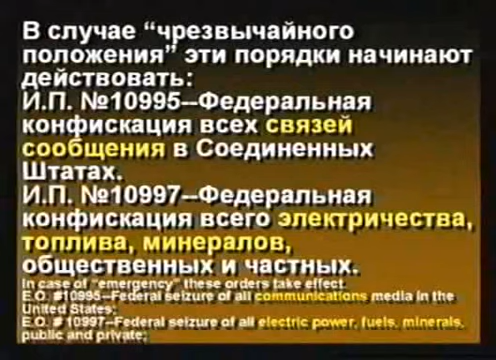 В случае “чрезвычайного
положения” эти порядки начинают
действовать:
И.П. №10995--Федеральная
конфискация всех связей
сообщения в Соединенных
Штатах.
И.П. №10997--Федеральная
конфискация всего электричества,
топлива, минералов,
общественных и частных.
In case of “emergency” these orders take effect.
E.O. #10995--Federal seizure of all communications media in the
United States;
E.O. # 10997--Federal seizure of all electric power, fuels, minerals,
public and private;